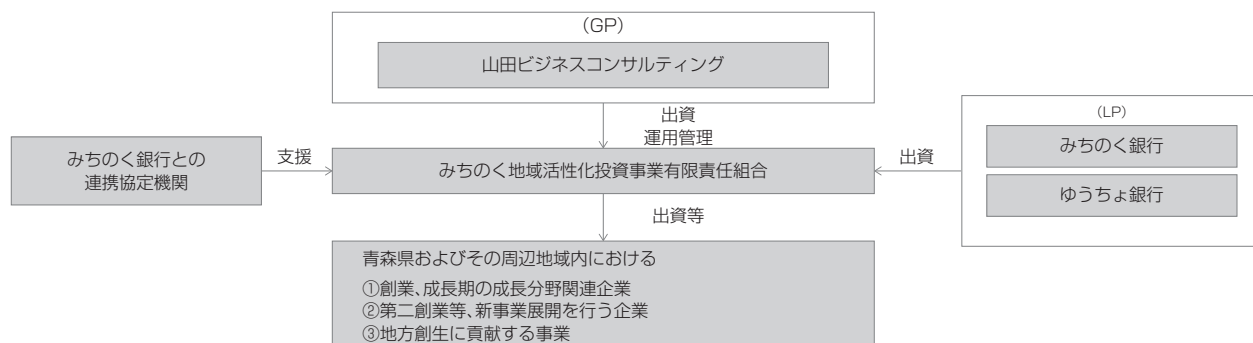 (GP)
山田ビジネスコンサルティング
出資
運用管理
(LP)
みちのく銀行
ゆうちょ銀行
出資
みちのく銀行との
連携協定機関
支援
みちのく地域活性化投資事業有限責任組合
出資等
青森県およびその周辺地域内における
①創業、成長期の成長分野関連企業
②第二創業等、新事業展開を行う企業
③地方創生に貢献する事業